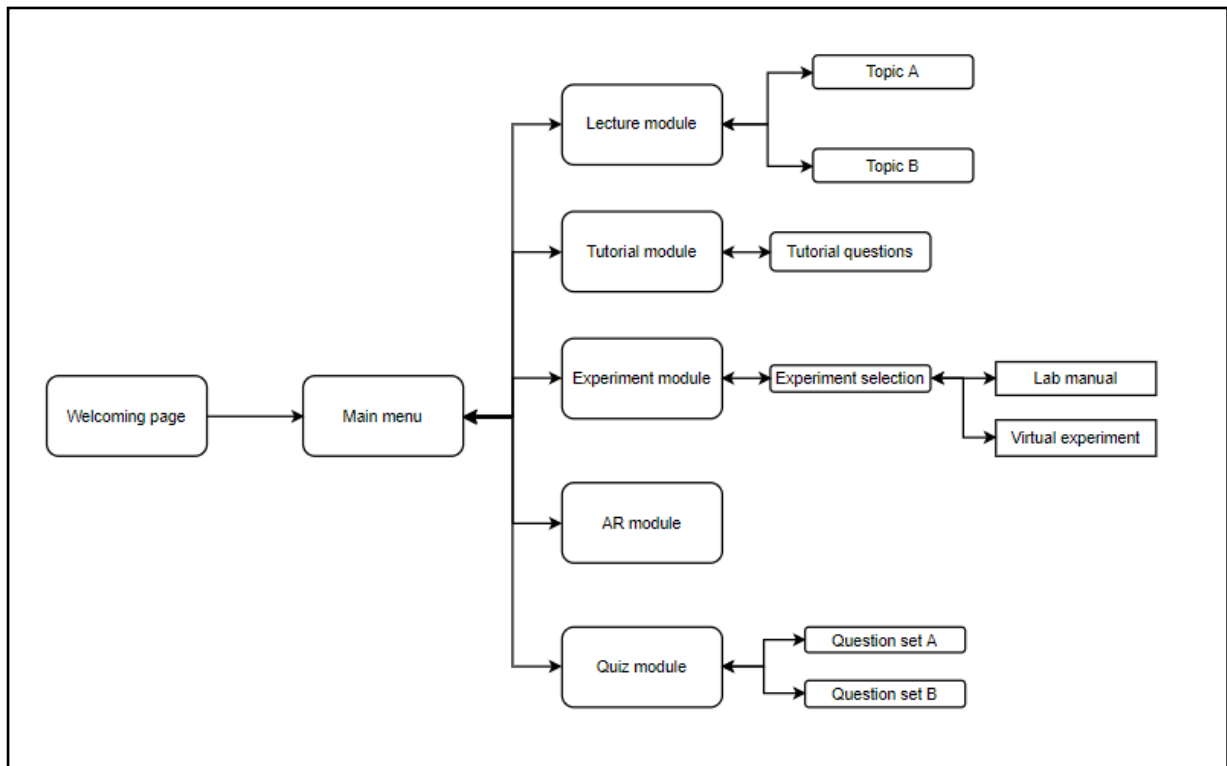 Welcoming page
Main menu
Lecture module
Topic A
Topic B
Tutorial module
Tutorial questions
Experiment module
Experiment selection
Lab manual
Virtual experiment
AR module
Quiz module
Question set A
Question set B